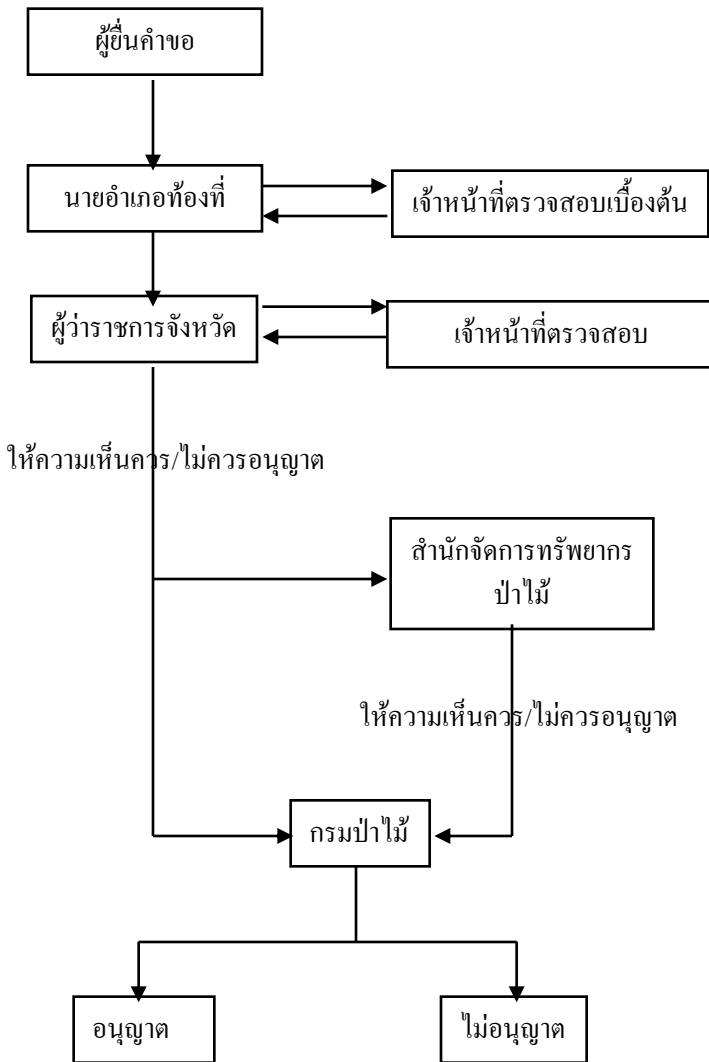 ผู้ยื่นคำขอ
นายอำเภอท้องที่
เจ้าหน้าที่ตรวจสอบเบื้องต้น
ผู้ว่าราชการจังหวัด
เจ้าหน้าที่ตรวจสอบ
ให้ความเห็นควร/ไม่ควรอนุญาต
สำนักจัดการทรัพยากร
ป่าไม้
ให้ความเห็นควร/ไม่ควรอนุญาต
กรมป่าไม้
อนุญาต
ไม่อนุญาต